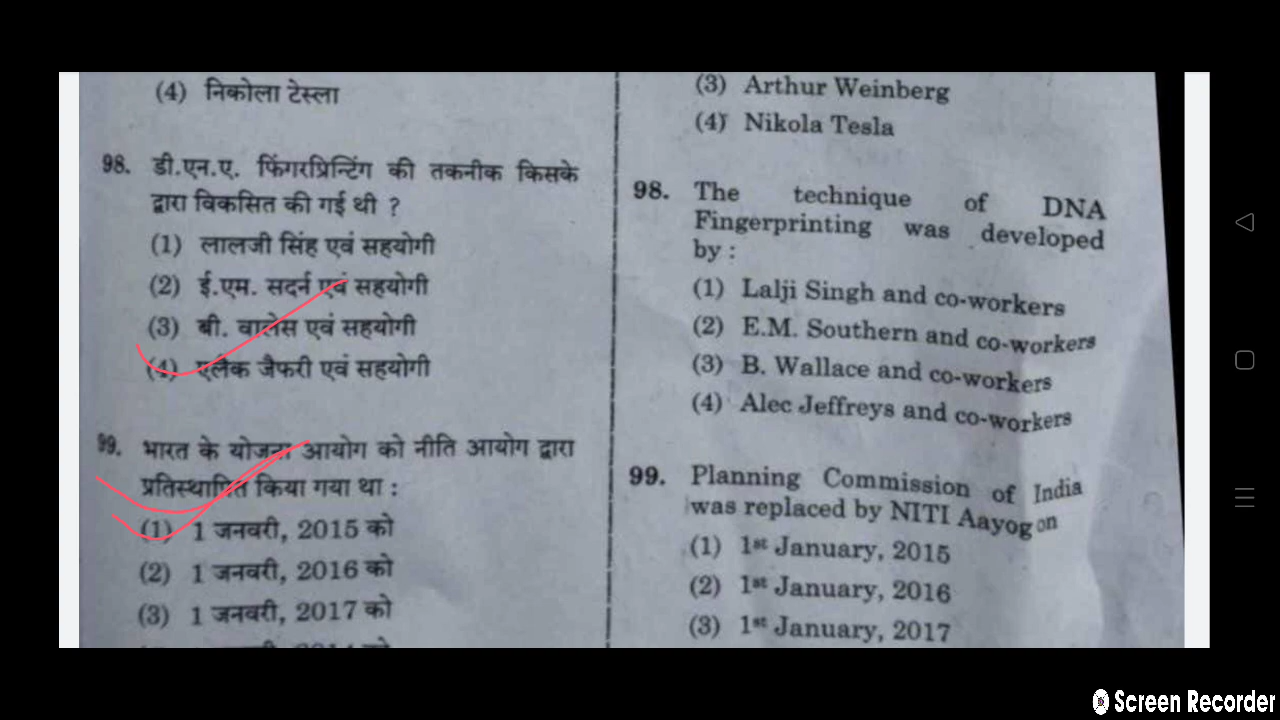 (4) निकोला टेस्ला
98. डी.एन.ए. फिंगरप्रिन्टिंग की तकनीक किसके
द्वारा विकसित की गई थी ?
(1) लालजी सिंह एवं सहयोगी
(2) ई.एम. सदर्न एवं सहयोगी
(3) बी. वालेस एवं सहयोगी
(4) एलेक जैफरी एवं सहयोगी
99. भारत के योजना आयोग को नीति आयोग द्वारा
प्रतिस्थापित किया गया था :
(1) 1 जनवरी, 2015 को
(2) 1 जनवरी, 2016 को
(3) 1 जनवरी, 2017 को
(3) Arthur Weinberg
(4) Nikola Tesla
98. The technique of DNA
Fingerprinting was developed
by :
(1) Lalji Singh and co-workers
(2) E.M. Southern and co-workers
(3) B. Wallace and co-workers
(4) Alec Jeffreys and co-workers
99. Planning Commission of India
was replaced by NITI Aayog on
(1) 1st January, 2015
(2) 1st January, 2016
(3) 1st January, 2017
Screen Recorder